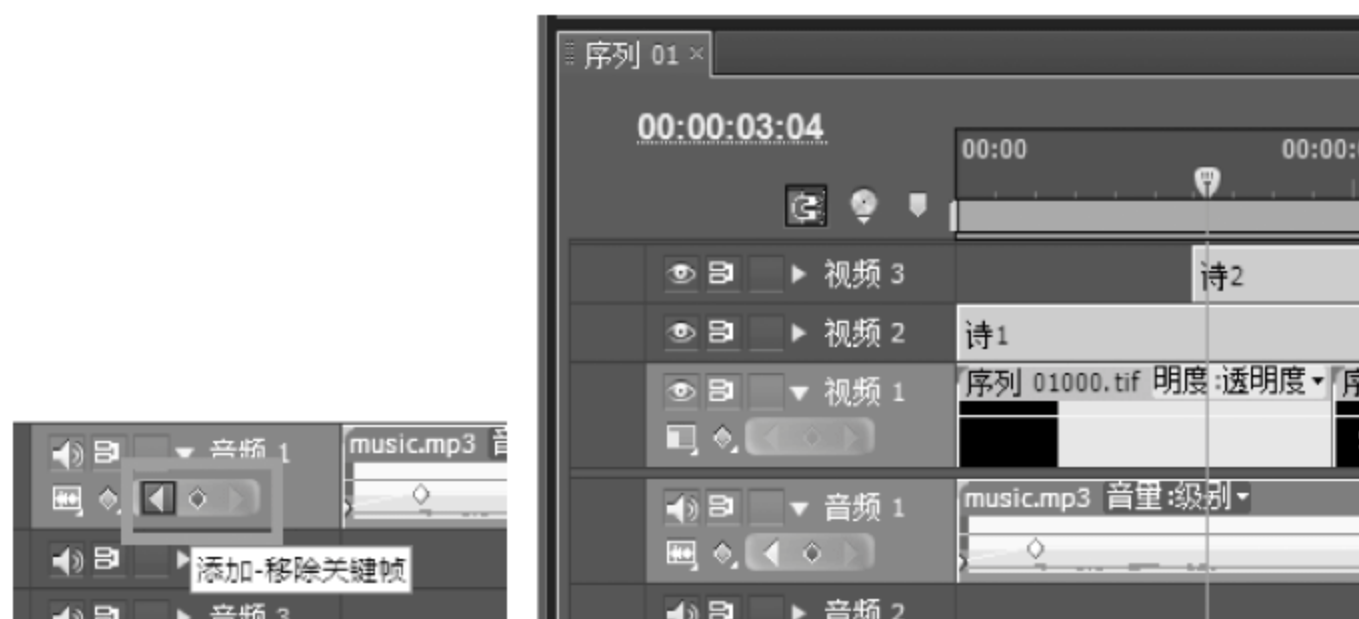 音频 1
music.mp3
添加-移除关键帧
音频 3
序列 01
00:00:03:04
00:00
00:00:
视频 3
诗2
视频 2
诗1
视频 1
序列 01000.tif 明度:透明度
音频 1
music.mp3 音量:级别
音频 2